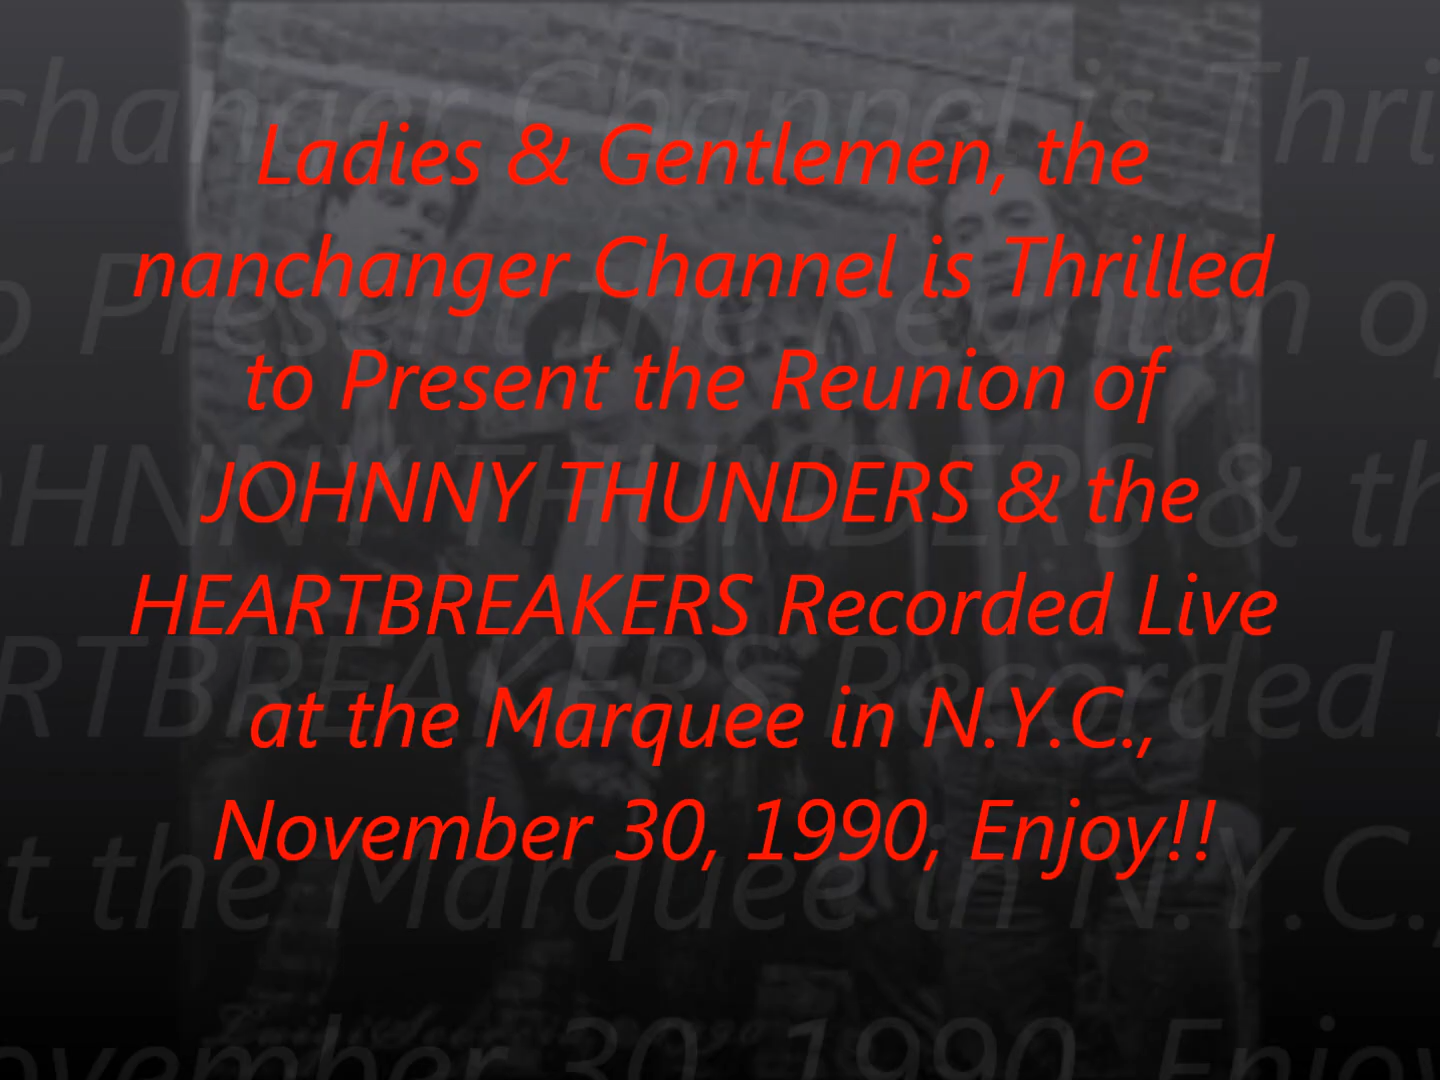 Ladies & Gentlemen, the
nanchanger Channel is Thrilled
to Present the Reunion of
JOHNNY THUNDERS & the
HEARTBREAKERS Recorded Live
at the Marquee in N.Y.C.,
November 30, 1990, Enjoy!!